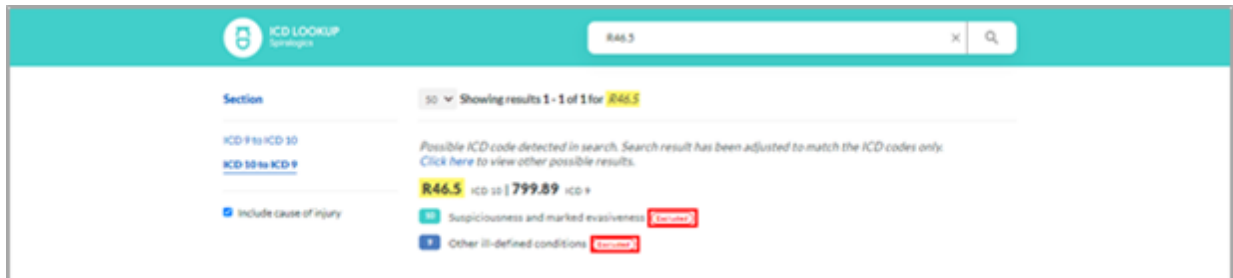 ICD LOOKUP
Spiralogics
R46.5
Section
50 Showing results 1 - 1 of 1 for R46.5
ICD 9 to ICD 10
ICD 10 to ICD 9
Include cause of injury
Possible ICD code detected in search. Search result has been adjusted to match the ICD codes only.
Click here to view other possible results.
R46.5 ICD 10 | 799.89 ICD 9
10 Suspiciousness and marked evasiveness Excluded
9 Other ill-defined conditions Excluded